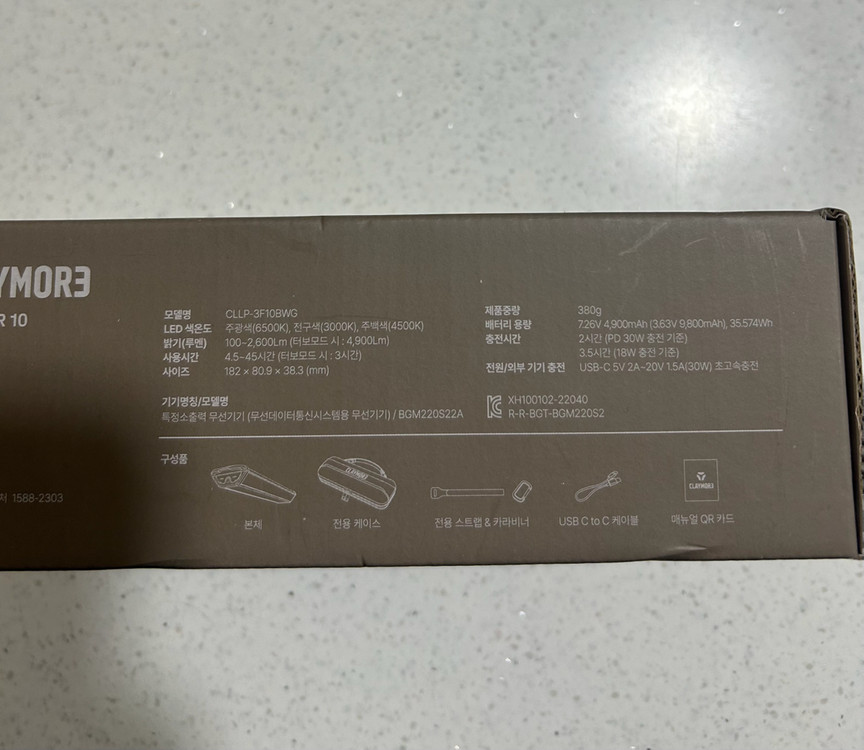 YMOR3
R 10
모델명 CLLP-3F10BWG
LED 색온도 주광색(6500K), 전구색(3000K), 주백색(4500K)
밝기(루멘) 100~2,600Lm (터보모드 시 : 4,900Lm)
사용시간 4.5~45시간 (터보모드 시 : 3시간)
사이즈 182 x 80.9 x 38.3 (mm)
기기명칭/모델명
특정소출력 무선기기 (무선데이터통신시스템용 무선기기) / BGM220S22A
제품중량 380g
배터리 용량 7.26V 4,900mAh (3.63V 9,800mAh), 35.574Wh
충전시간 2시간 (PD 30W 충전 기준)
3.5시간 (18W 충전 기준)
전원/외부 기기 충전 USB-C 5V 2A~20V 1.5A(30W) 초고속충전
XH100102-22040
R-R-BGT-BGM220S2
구성품
CLAYMOR3
CLAYMOR3
본체
전용 케이스
전용 스트랩 & 카라비너
USB C to C 케이블
매뉴얼 QR 카드
처 1588-2303